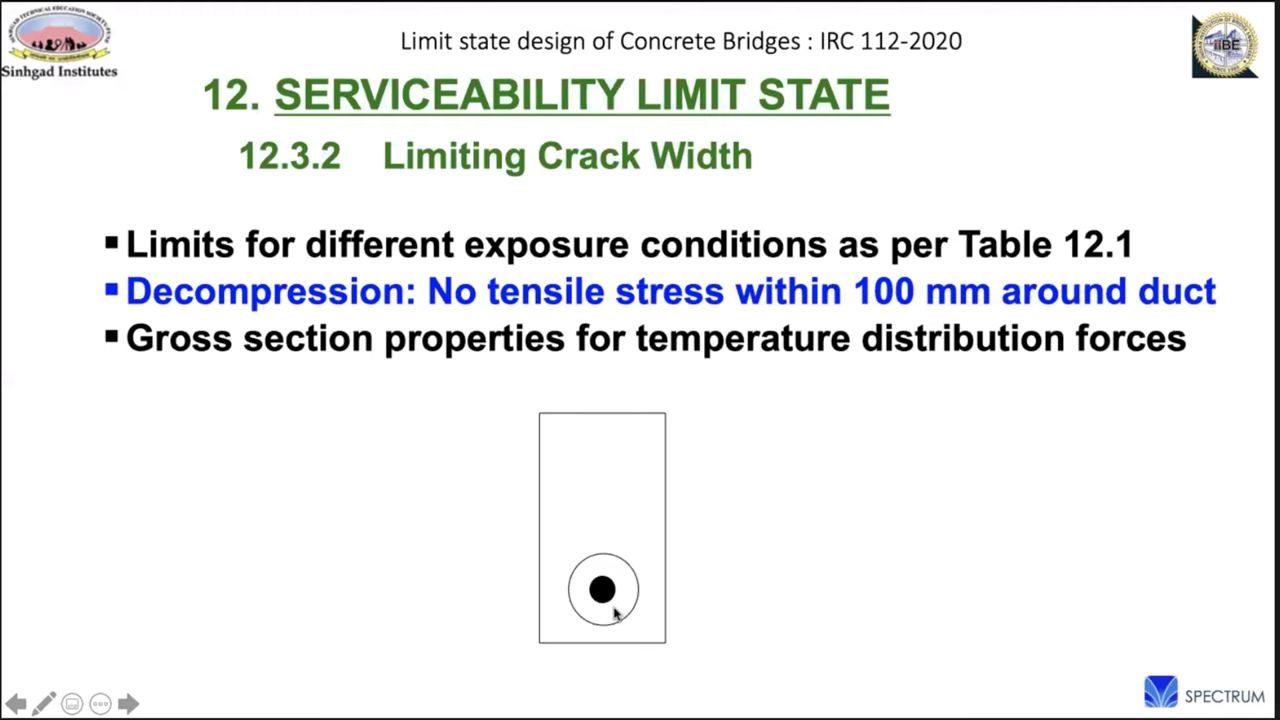 Limit state design of Concrete Bridges : IRC 112-2020
Sinhgad Institutes
IIBE
12. SERVICEABILITY LIMIT STATE
12.3.2 Limiting Crack Width
▪Limits for different exposure conditions as per Table 12.1
▪Decompression: No tensile stress within 100 mm around duct
▪Gross section properties for temperature distribution forces
SPECTRUM